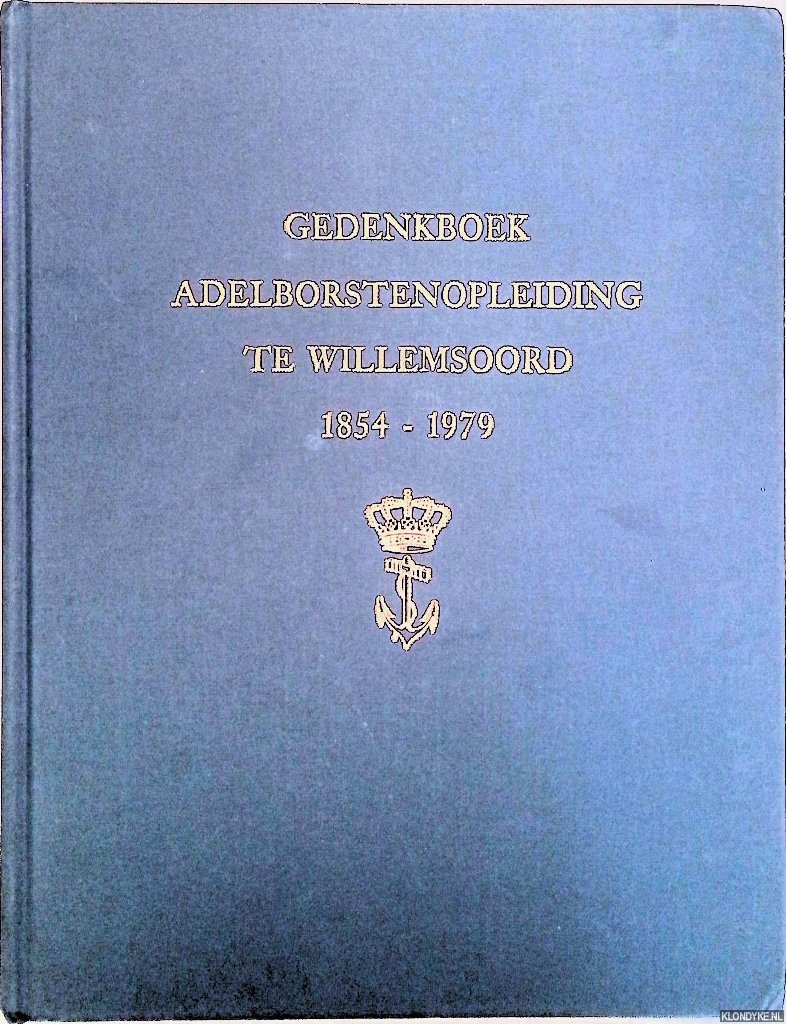 GEDENKBOEK
ADELBORSTENOPLEIDING
TE WILLEMSOORD
1854 - 1979
KLONDYKE.NL